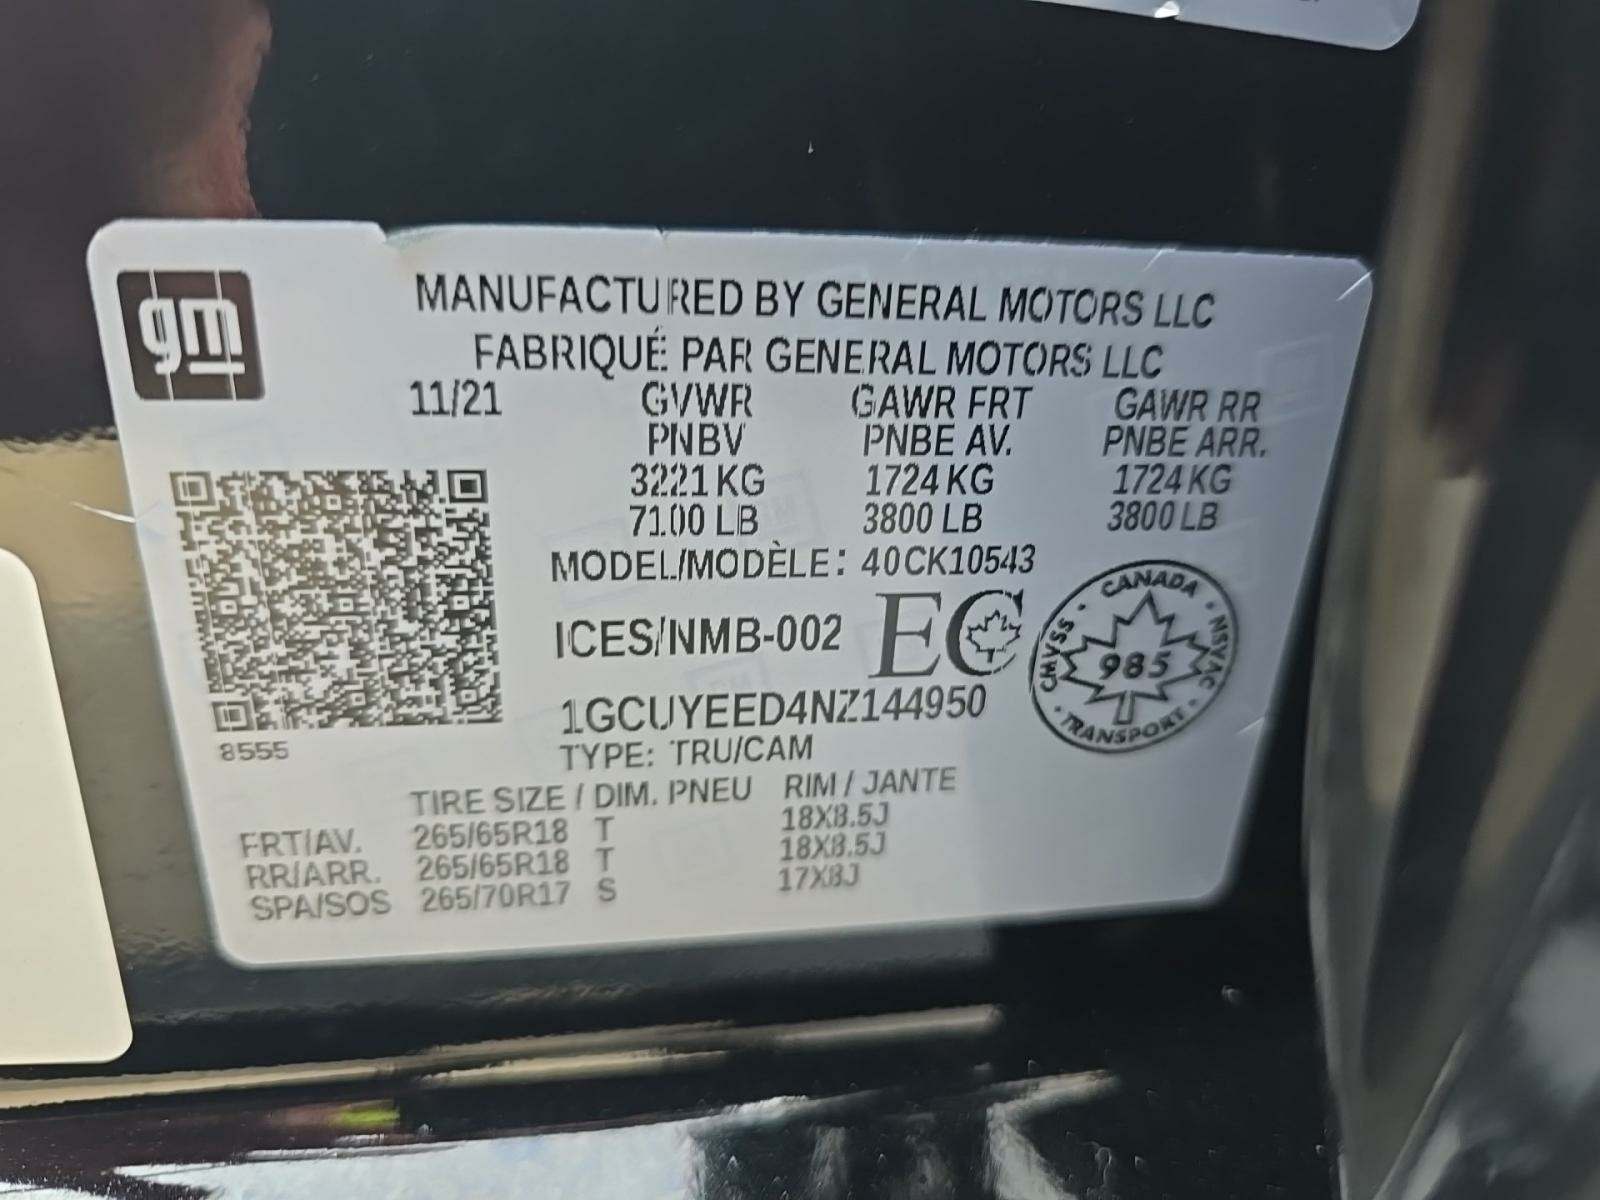 gm
MANUFACTURED BY GENERAL MOTORS LLC
FABRIQUÉ PAR GENERAL MOTORS LLC
11/21 GVWR GAWR FRT GAWR RR
PNBV PNBE AV. PNBE ARR.
3221 KG 1724 KG 1724 KG
7100 LB 3800 LB 3800 LB
MODEL/MODÈLE: 40CK10543
ICES/NMB-002 EC
CANADA
CMVSS · 985 · NSVAC
TRANSPORT
1GCUYEED4NZ144950
8555
TYPE: TRU/CAM
TIRE SIZE / DIM. PNEU RIM / JANTE
FRT/AV. 265/65R18 T 18X8.5J
RR/ARR. 265/65R18 T 18X8.5J
SPA/SOS 265/70R17 S 17X8J